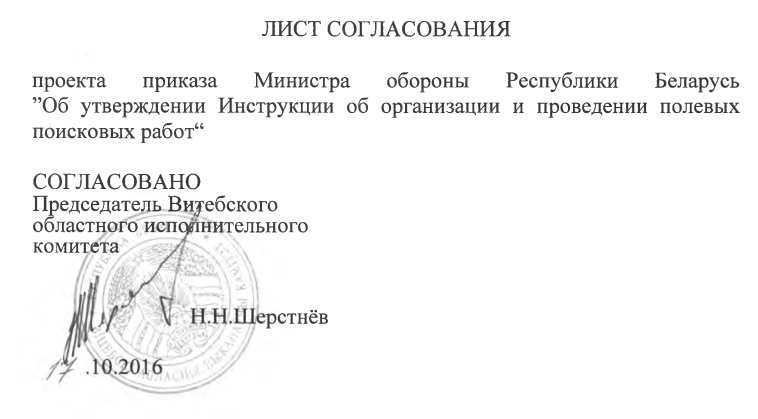 ЛИСТ СОГЛАСОВАНИЯ
проекта приказа Министра обороны Республики Беларусь
”Об утверждении Инструкции об организации и проведении полевых
поисковых работ“
СОГЛАСОВАНО
Председатель Витебского
областного исполнительного
комитета
Н.Н.Шерстнёв
17 .10.2016